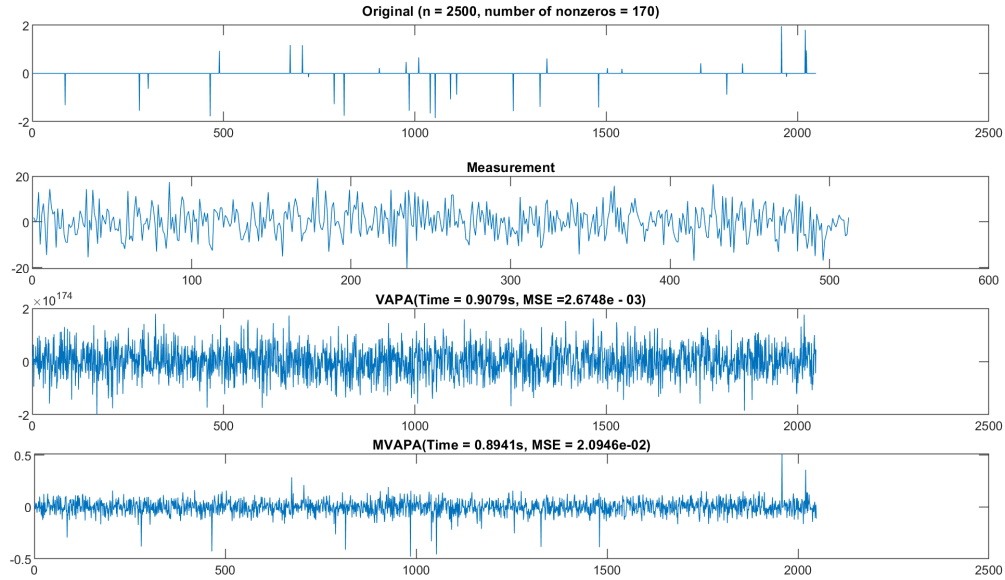 Original (n = 2500, number of nonzeros = 170)
2
0
-2
0 500 1000 1500 2000 2500
Measurement
20
0
-20
0 100 200 300 400 500 600
×10^174
VAPA(Time = 0.9079s, MSE =2.6748e - 03)
2
0
-2
0 500 1000 1500 2000 2500
MVAPA(Time = 0.8941s, MSE = 2.0946e-02)
0.5
0
-0.5
0 500 1000 1500 2000 2500